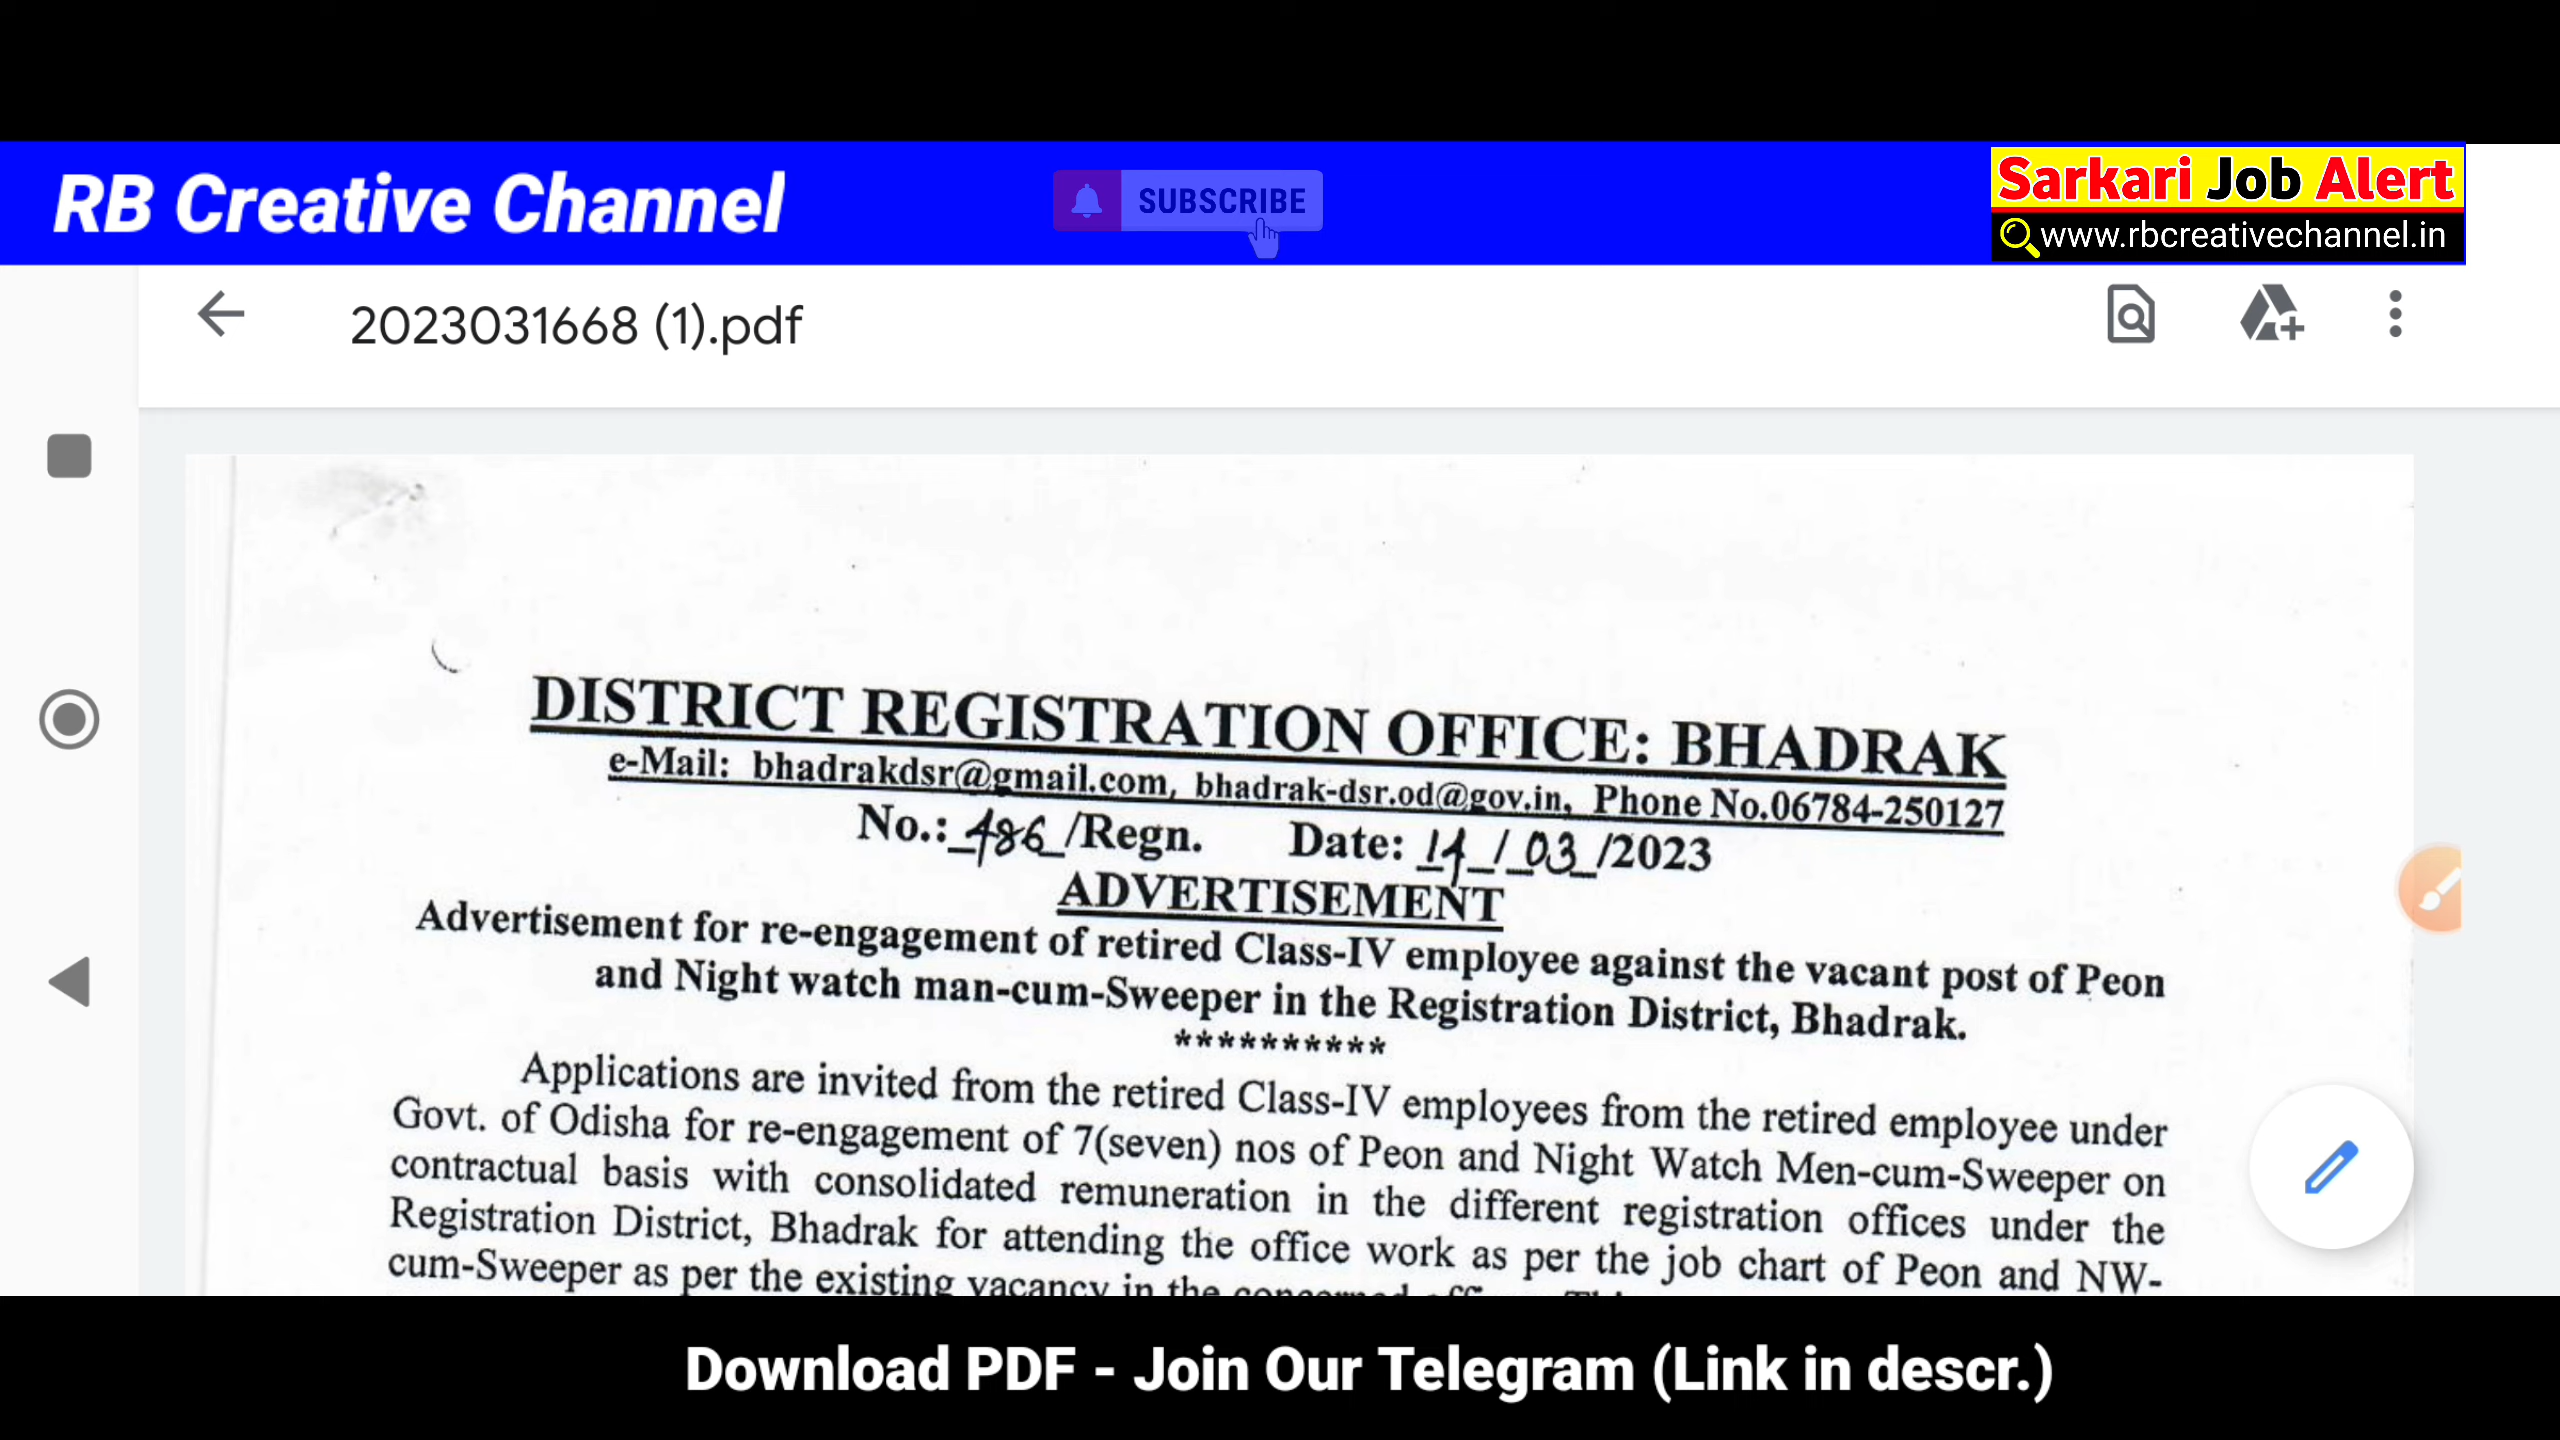 RB Creative Channel
SUBSCRIBE
Sarkari Job Alert
www.rbcreativechannel.in
2023031668 (1).pdf
DISTRICT REGISTRATION OFFICE: BHADRAK
e-Mail: bhadrakdsr@gmail.com, bhadrak-dsr.od@gov.in, Phone No.06784-250127
No.: 486 /Regn. Date: 14 / 03 /2023
ADVERTISEMENT
Advertisement for re-engagement of retired Class-IV employee against the vacant post of Peon
and Night watch man-cum-Sweeper in the Registration District, Bhadrak.
**********
Applications are invited from the retired Class-IV employees from the retired employee under
Govt. of Odisha for re-engagement of 7(seven) nos of Peon and Night Watch Men-cum-Sweeper on
contractual basis with consolidated remuneration in the different registration offices under the
Registration District, Bhadrak for attending the office work as per the job chart of Peon and NW-
cum-Sweeper as per the existing vacancy in the concerned
Download PDF - Join Our Telegram (Link in descr.)